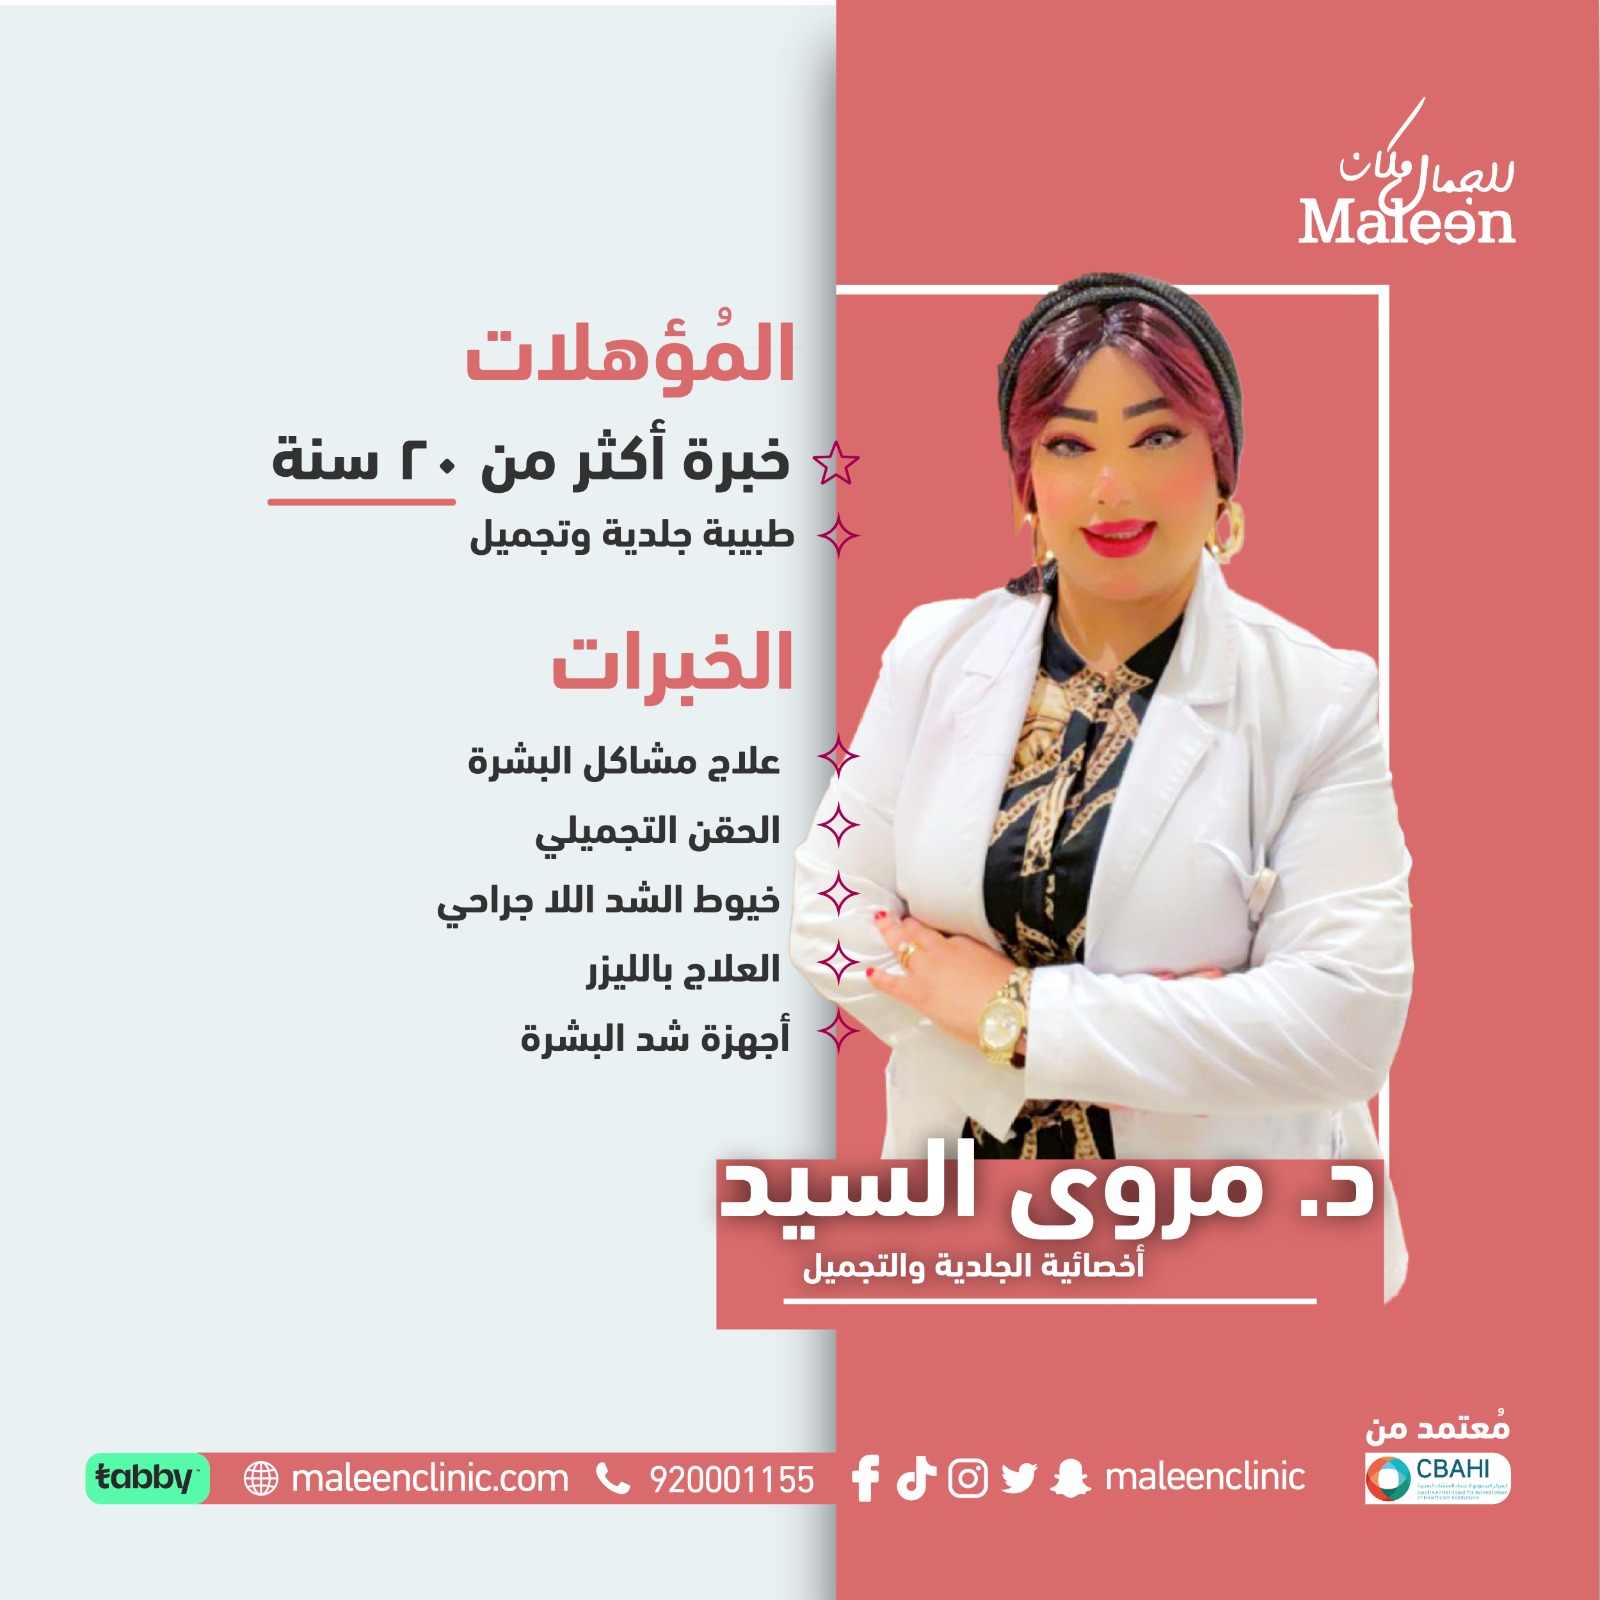 للجمال مكان
Maleen
المُؤهلات
خبرة أكثر من ٢٠ سنة
طبيبة جلدية وتجميل
الخبرات
علاج مشاكل البشرة
الحقن التجميلي
خيوط الشد اللا جراحي
العلاج بالليزر
أجهزة شد البشرة
د. مروى السيد
أخصائية الجلدية والتجميل
مُعتمد من
CBAHI
tabby maleenclinic.com 920001155 maleenclinic